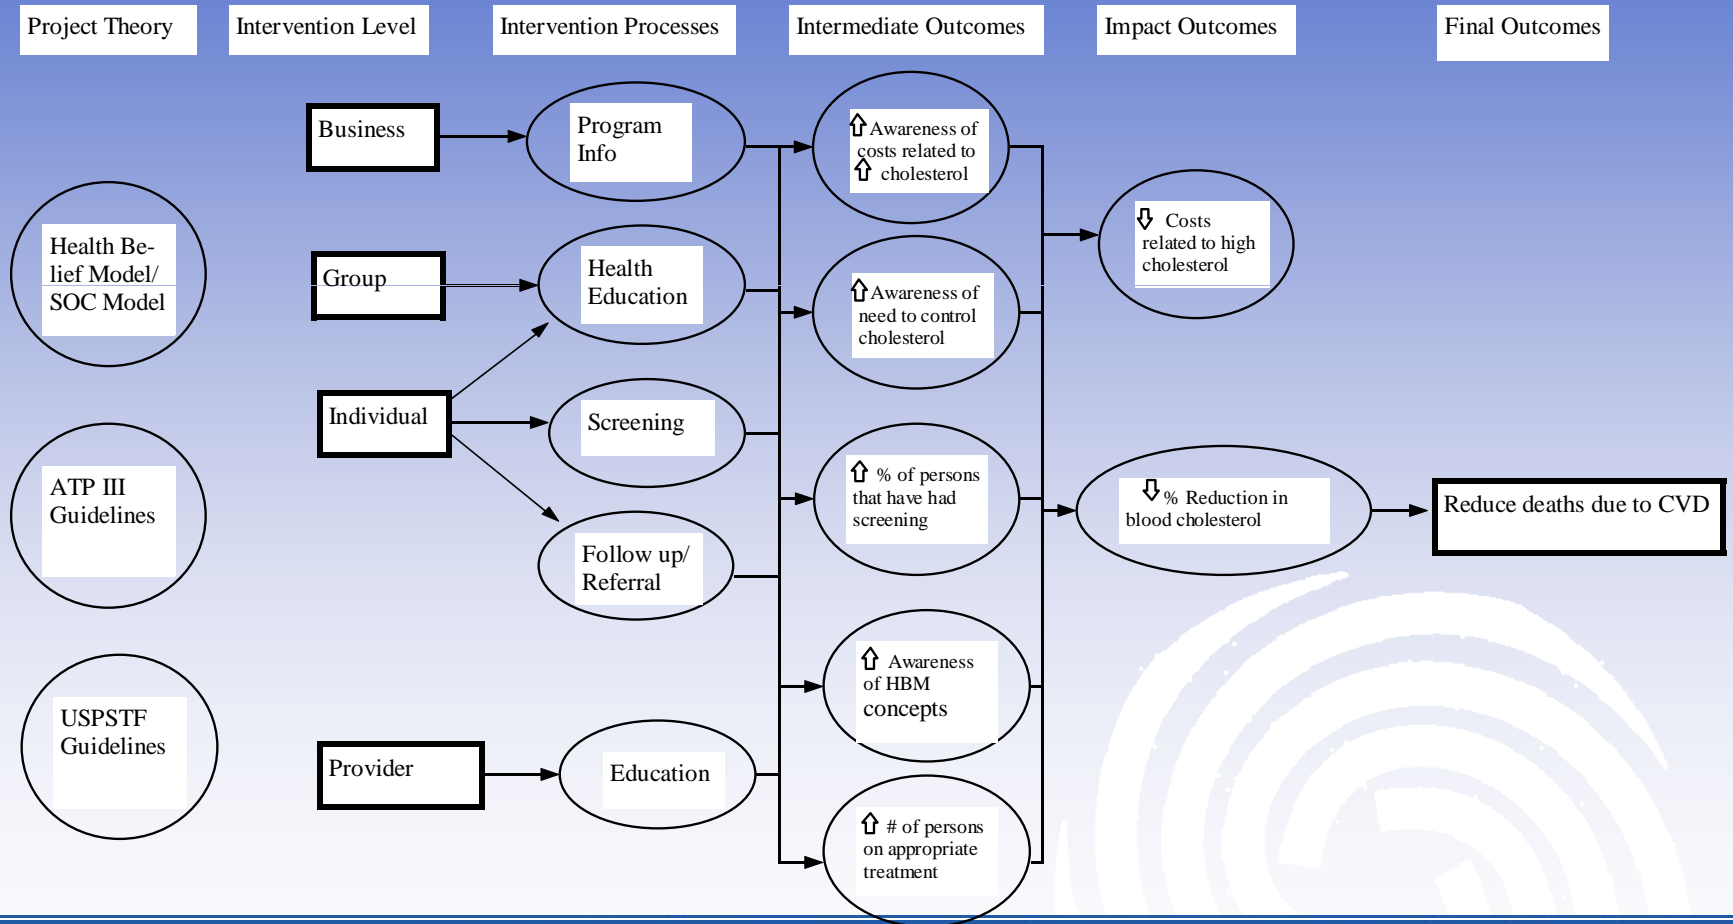 Project Theory
Intervention Level
Intervention Processes
Intermediate Outcomes
Impact Outcomes
Final Outcomes
Health Be-
lief Model/
SOC Model
ATP III
Guidelines
USPSTF
Guidelines
Business
Group
Individual
Provider
Program
Info
Health
Education
Screening
Follow up/
Referral
Education
⇧ Awareness of
costs related to
⇧ cholesterol
⇧ Awareness of
need to control
cholesterol
⇧ % of persons
that have had
screening
⇧ Awareness
of HBM
concepts
⇧ # of persons
on appropriate
treatment
⇩ Costs
related to high
cholesterol
⇩ % Reduction in
blood cholesterol
Reduce deaths due to CVD